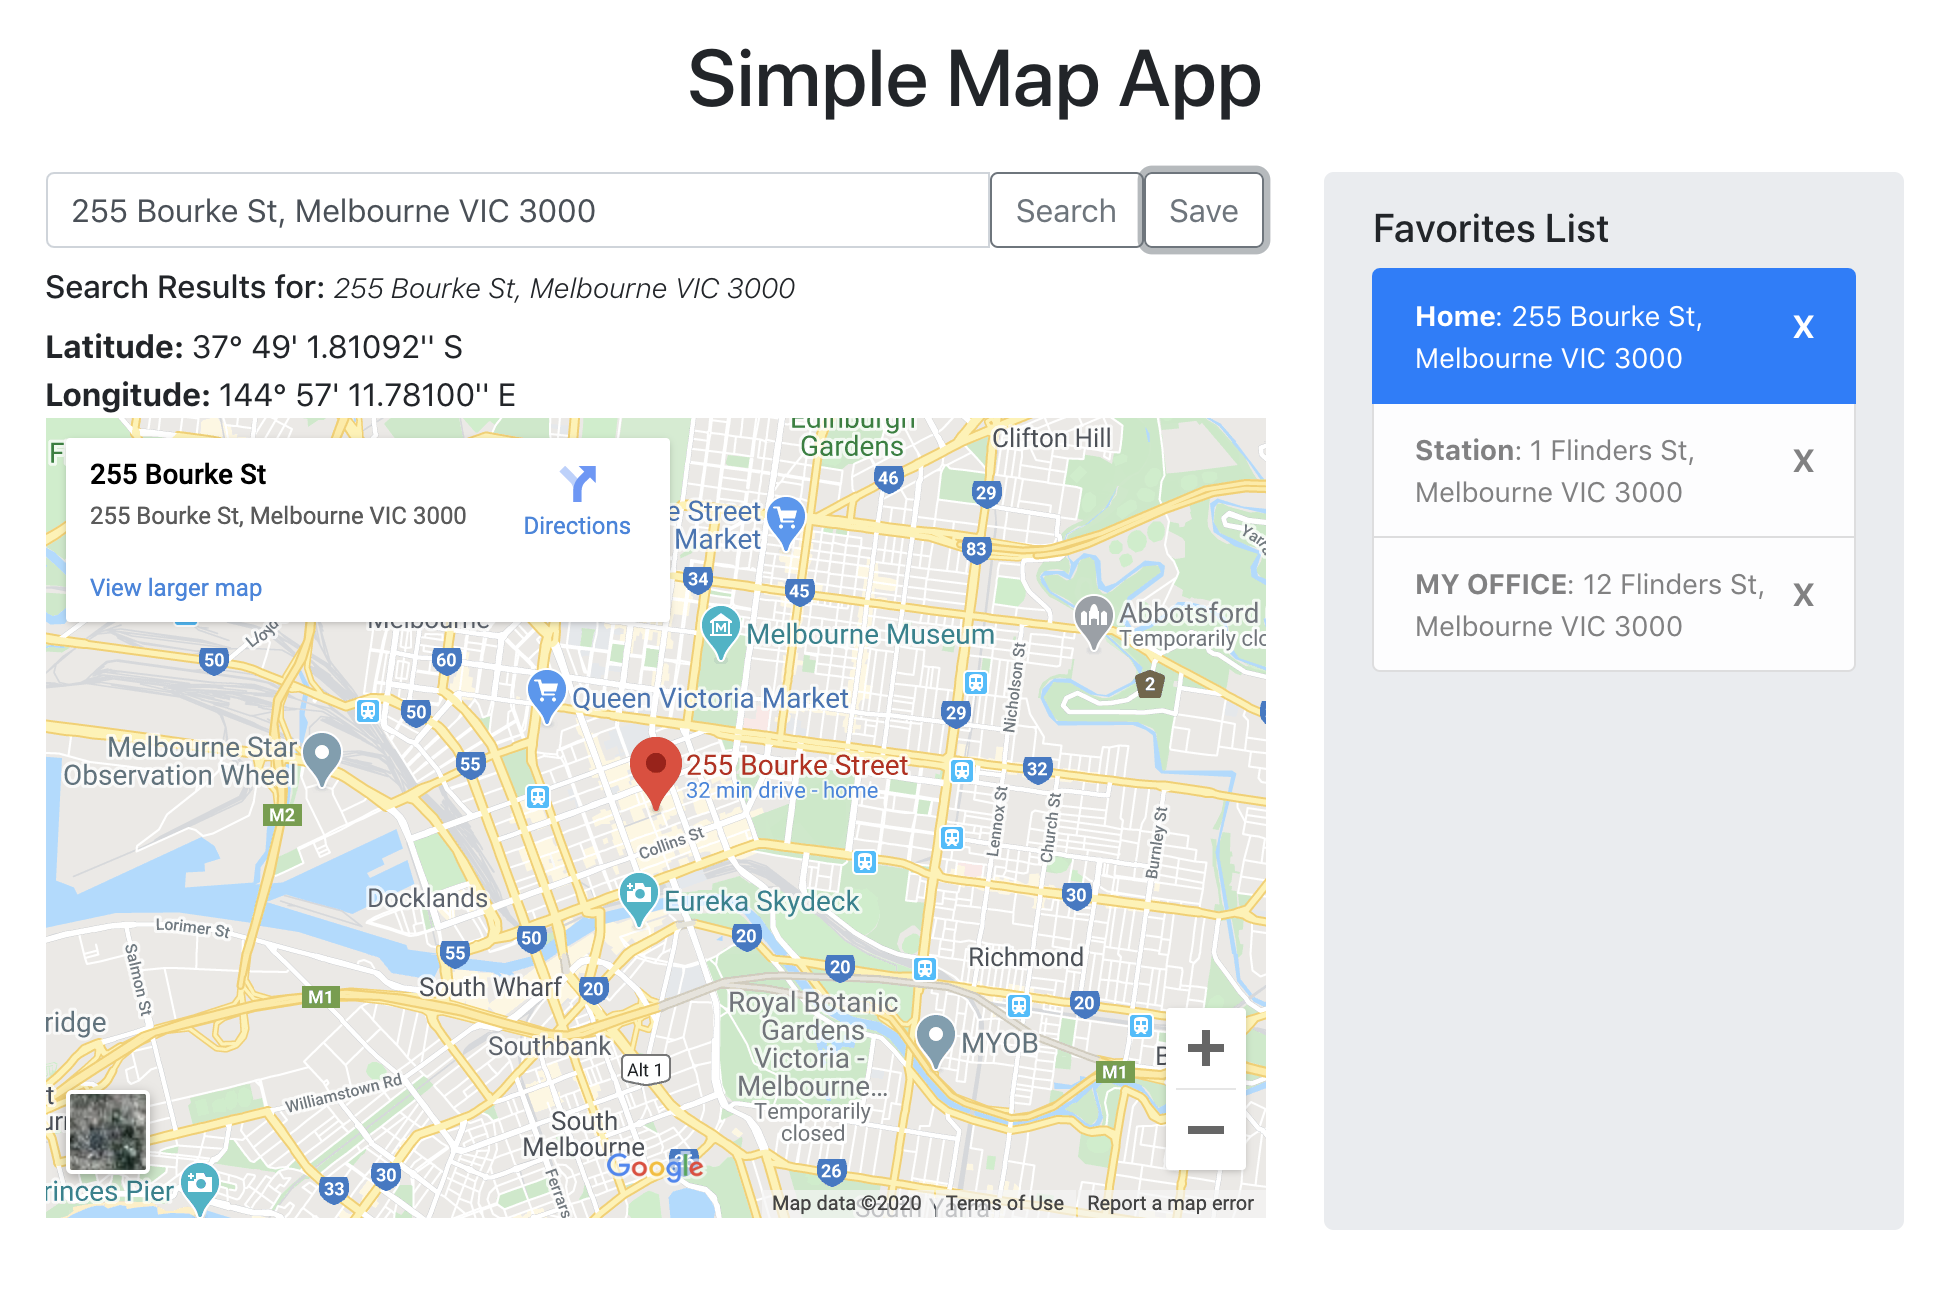 Simple Map App
255 Bourke St, Melbourne VIC 3000
Search
Save
Search Results for: 255 Bourke St, Melbourne VIC 3000
Latitude: 37° 49' 1.81092'' S
Longitude: 144° 57' 11.78100'' E
255 Bourke St
255 Bourke St, Melbourne VIC 3000
Directions
View larger map
Edinburgh
Gardens
Clifton Hill
46
29
e Street
Market
83
34
45
Melbourne
Lloyd
50
60
Melbourne Museum
Abbotsford
Temporarily clo
Yarra
Nicholson St
2
Queen Victoria Market
50
29
Melbourne Star
Observation Wheel
55
255 Bourke Street
32 min drive - home
32
M2
Collins St
Lennox St
Church St
Burnley St
Docklands
Eureka Skydeck
30
Lorimer St
Salmon St
50
55
20
20
Richmond
South Wharf
20
M1
20
Royal Botanic
Gardens
Victoria -
Melbourne...
Temporarily
closed
ridge
Southbank
Alt 1
MYOB
M1
Williamstown Rd
South
Melbourne
Ferrars
Google
26
rinces Pier
33
30
South Yarra
Map data ©2020
Terms of Use
Report a map error
Favorites List
Home: 255 Bourke St,
Melbourne VIC 3000
X
Station: 1 Flinders St,
Melbourne VIC 3000
X
MY OFFICE: 12 Flinders St,
Melbourne VIC 3000
X